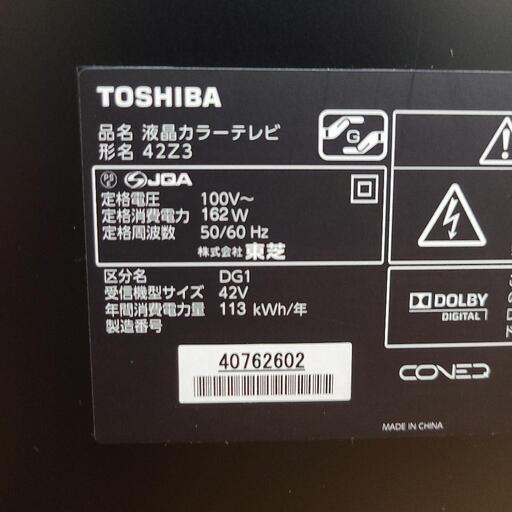 TOSHIBA
品名 液晶カラーテレビ
形名 42Z3
G
PS E JQA
定格電圧 100V~
定格消費電力 162W
定格周波数 50/60 Hz
株式会社 東芝
区分名 DG1
受信機型サイズ 42V
年間消費電力量 113 kWh/年
製造番号
40762602
DOLBY
DIGITAL
CONEQ
MADE IN CHINA